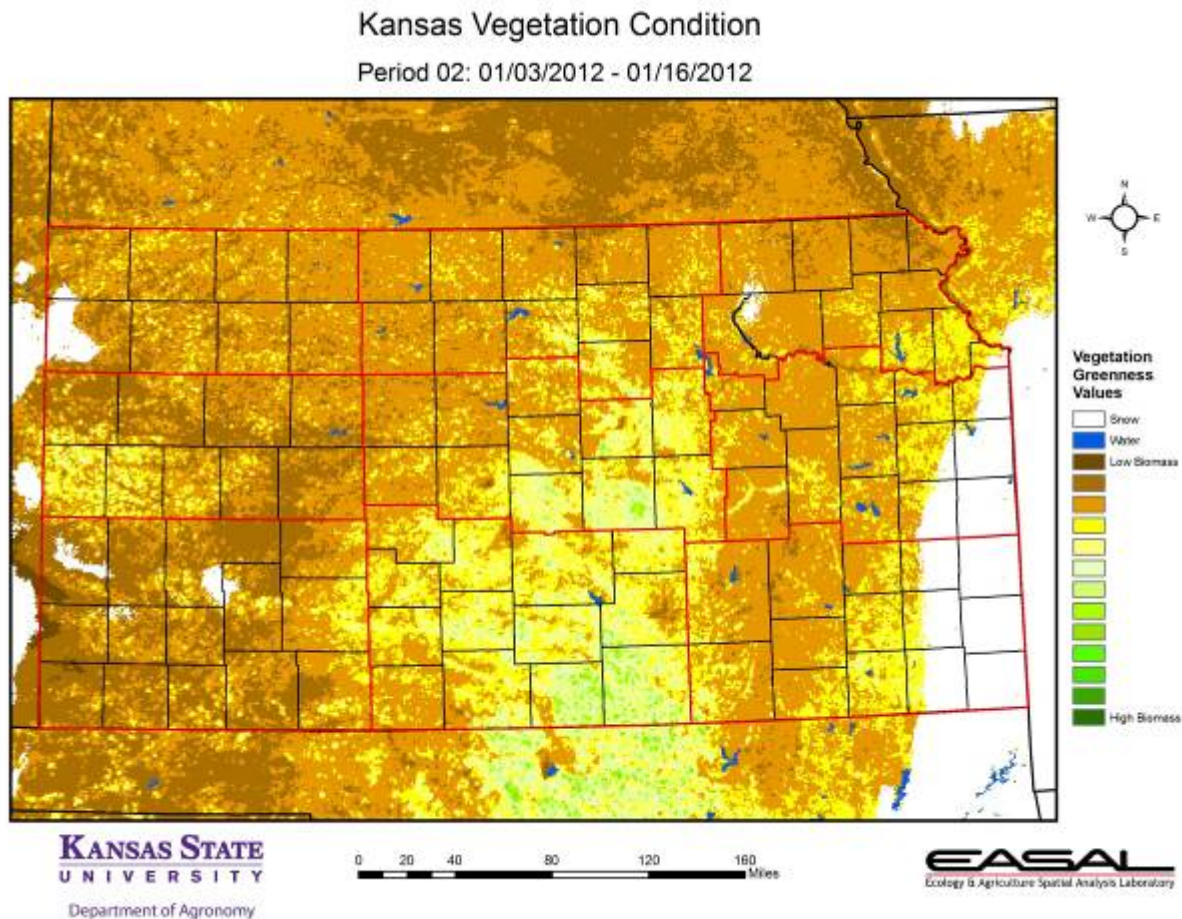 Kansas Vegetation Condition
Period 02: 01/03/2012 - 01/16/2012
N
W E
S
Vegetation
Greenness
Values
Snow
Water
Low Biomass
High Biomass
KANSAS STATE
UNIVERSITY
Department of Agronomy
0 20 40 80 120 160
Miles
EASAL
Ecology & Agriculture Spatial Analysis Laboratory